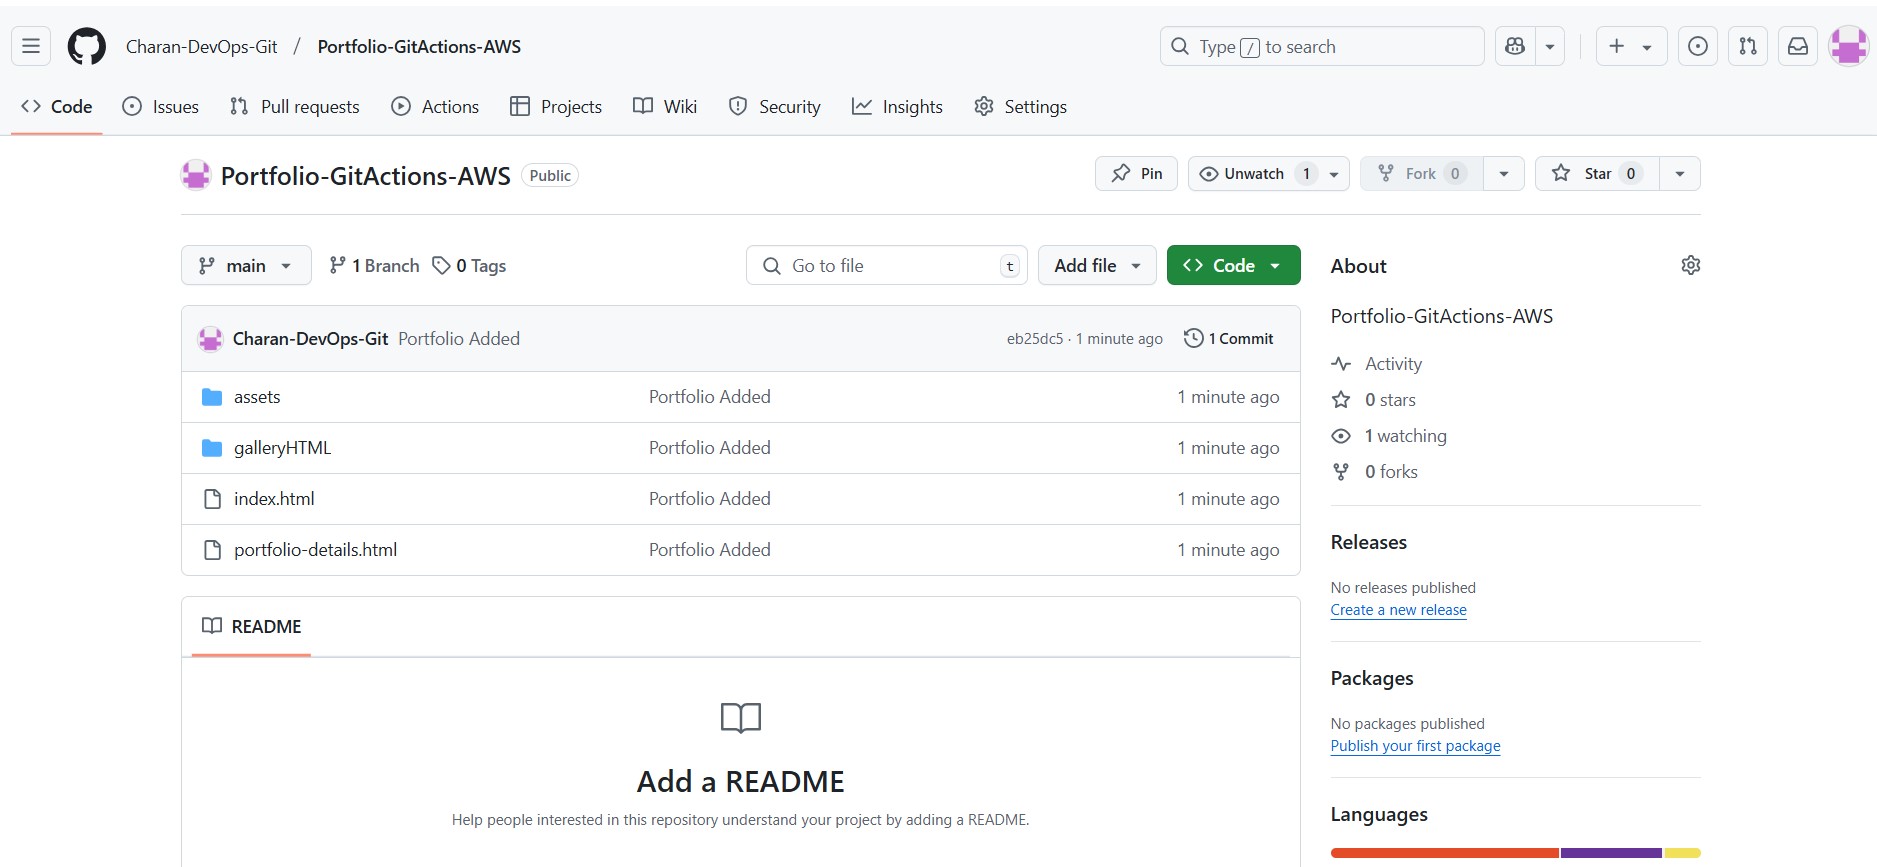 Charan-DevOps-Git / Portfolio-GitActions-AWS
Type / to search
Code Issues Pull requests Actions Projects Wiki Security Insights Settings
Portfolio-GitActions-AWS Public
Pin Unwatch 1 Fork 0 Star 0
main 1 Branch 0 Tags
Go to file t Add file Code
Charan-DevOps-Git Portfolio Added eb25dc5 · 1 minute ago 1 Commit
assets Portfolio Added 1 minute ago
galleryHTML Portfolio Added 1 minute ago
index.html Portfolio Added 1 minute ago
portfolio-details.html Portfolio Added 1 minute ago
README
Add a README
Help people interested in this repository understand your project by adding a README.
About
Portfolio-GitActions-AWS
Activity
0 stars
1 watching
0 forks
Releases
No releases published
Create a new release
Packages
No packages published
Publish your first package
Languages